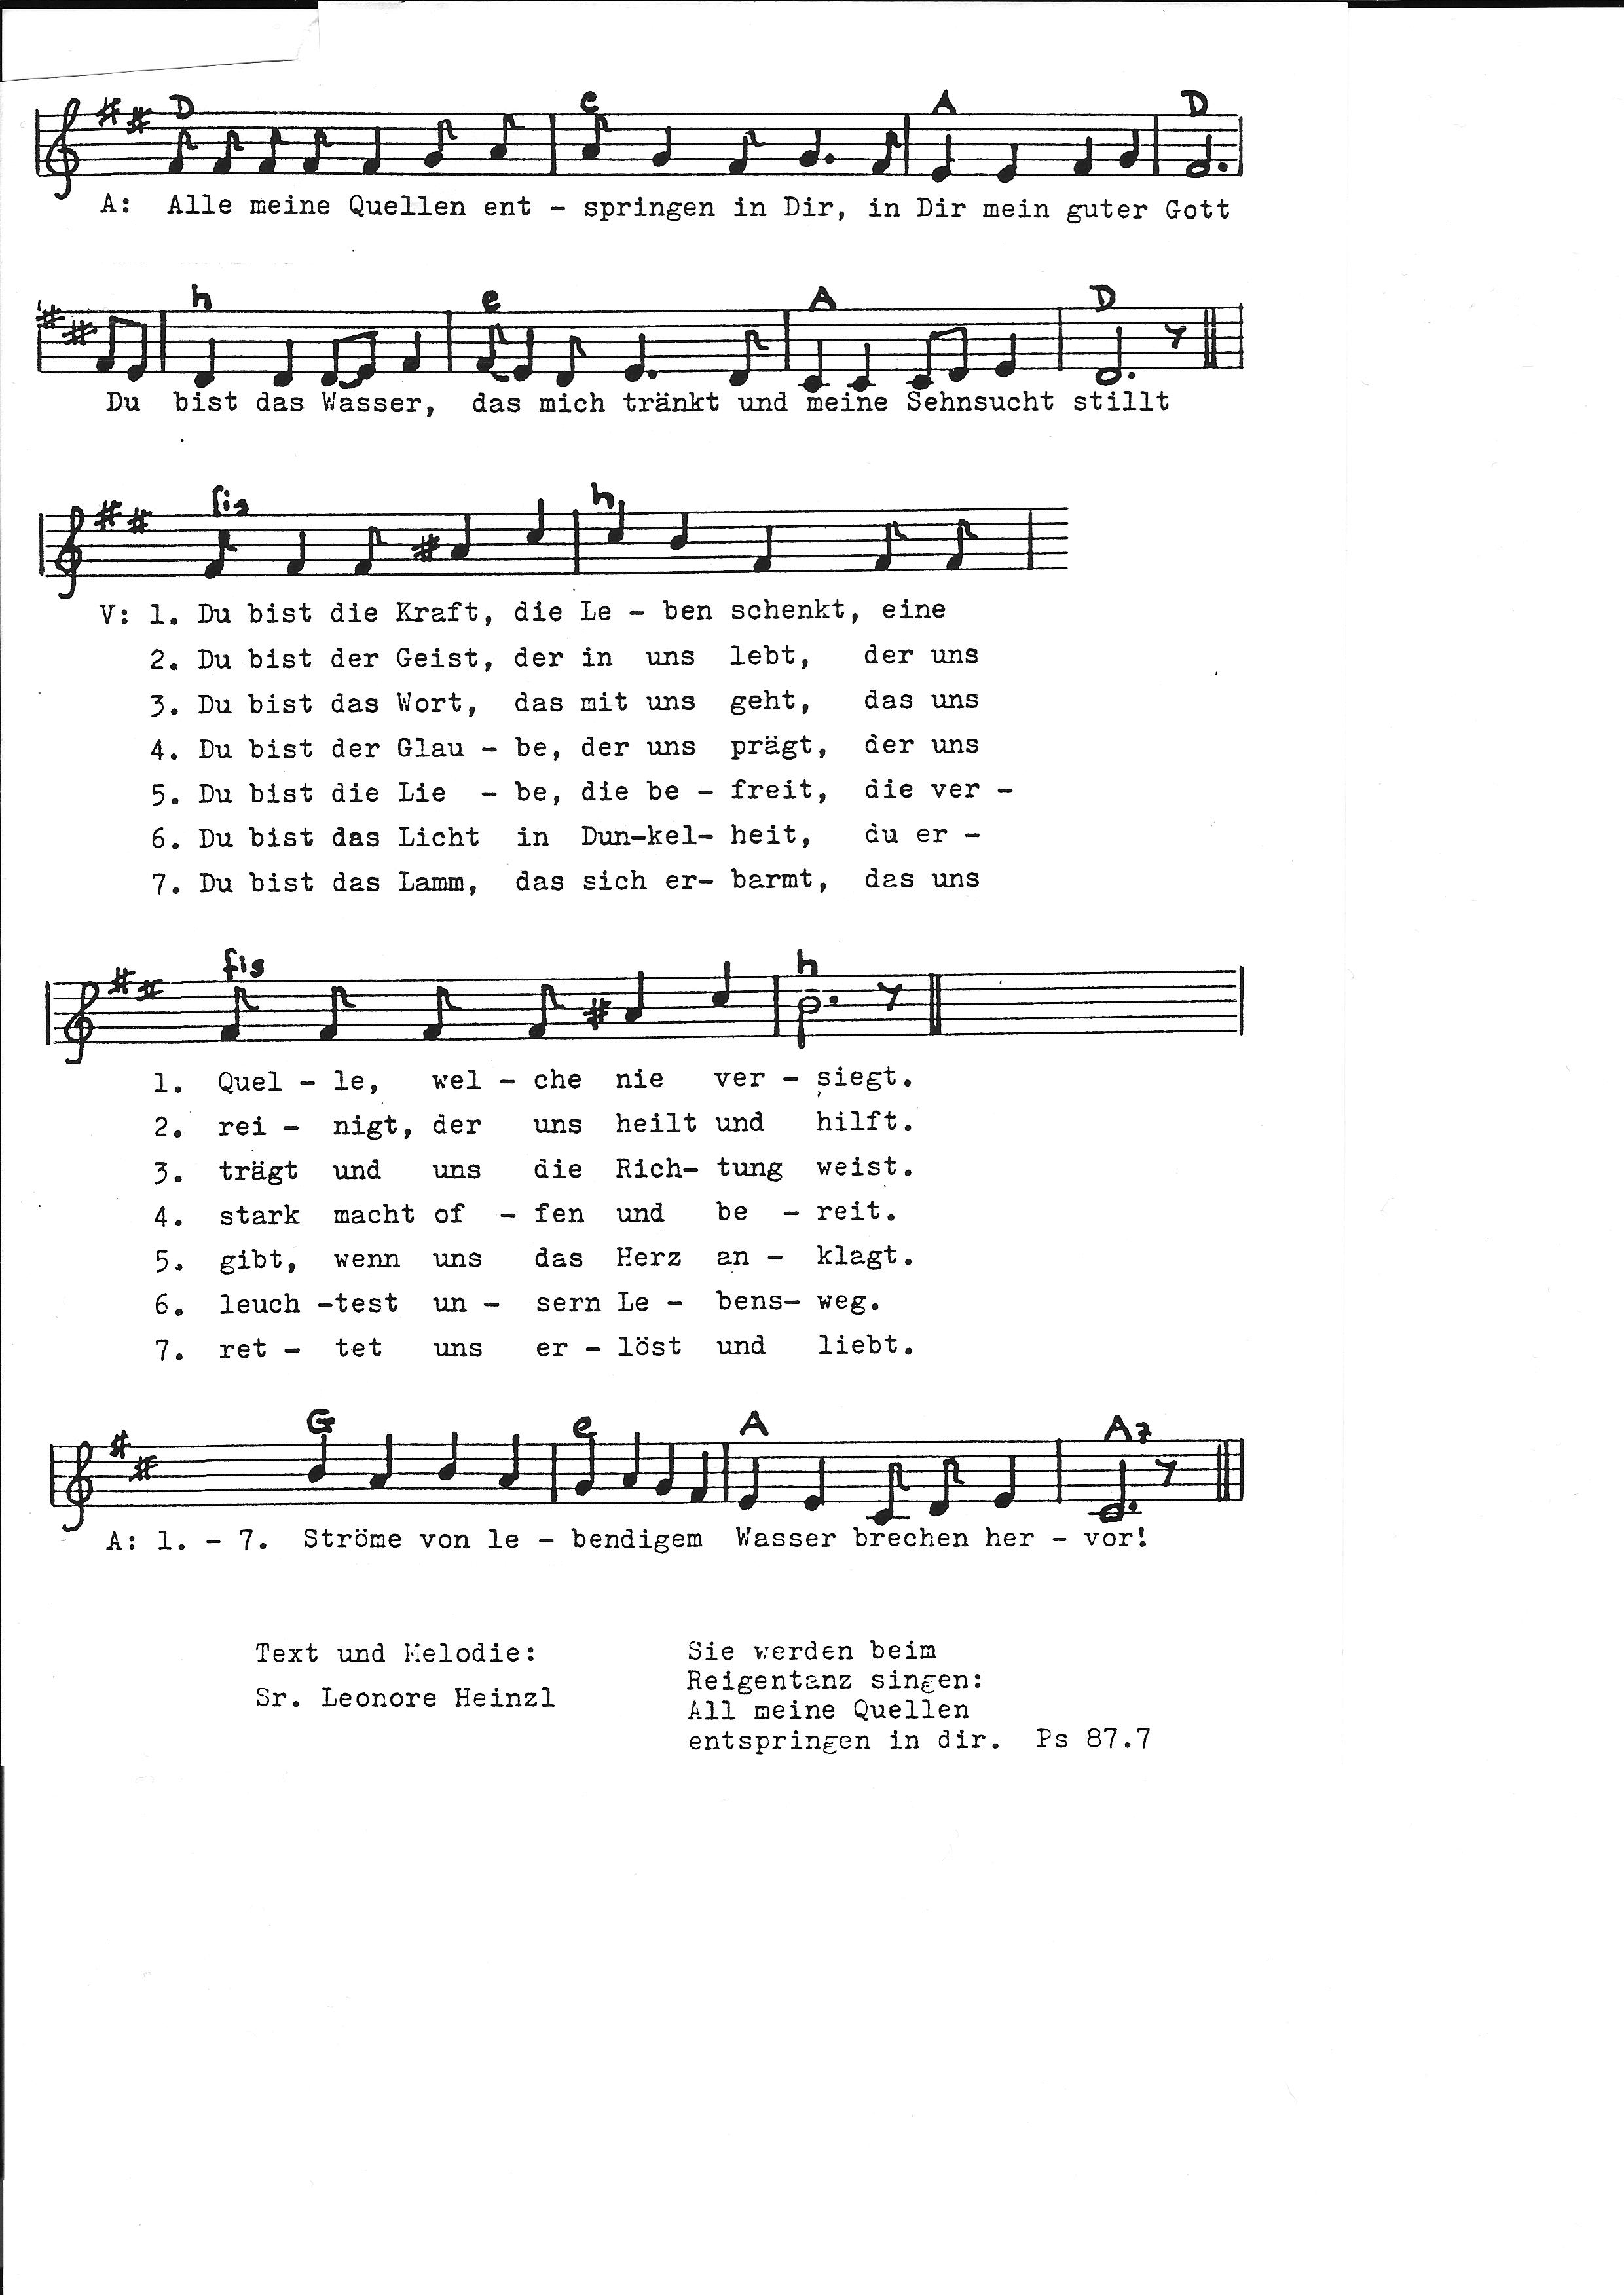 D e A D
A: Alle meine Quellen ent - springen in Dir, in Dir mein guter Gott
h e A D
Du bist das Wasser, das mich tränkt und meine Sehnsucht stillt
fis h
V: 1. Du bist die Kraft, die Le - ben schenkt, eine
2. Du bist der Geist, der in uns lebt, der uns
3. Du bist das Wort, das mit uns geht, das uns
4. Du bist der Glau - be, der uns prägt, der uns
5. Du bist die Lie - be, die be - freit, die ver -
6. Du bist das Licht in Dun-kel- heit, du er -
7. Du bist das Lamm, das sich er- barmt, das uns
fis h
1. Quel - le, wel - che nie ver - siegt.
2. rei - nigt, der uns heilt und hilft.
3. trägt und uns die Rich- tung weist.
4. stark macht of - fen und be - reit.
5. gibt, wenn uns das Herz an - klagt.
6. leuch -test un - sern Le - bens- weg.
7. ret - tet uns er - löst und liebt.
G e A A7
A: 1. - 7. Ströme von le - bendigem Wasser brechen her - vor!
Text und Melodie:
Sr. Leonore Heinzl
Sie werden beim
Reigentanz singen:
All meine Quellen
entspringen in dir. Ps 87.7